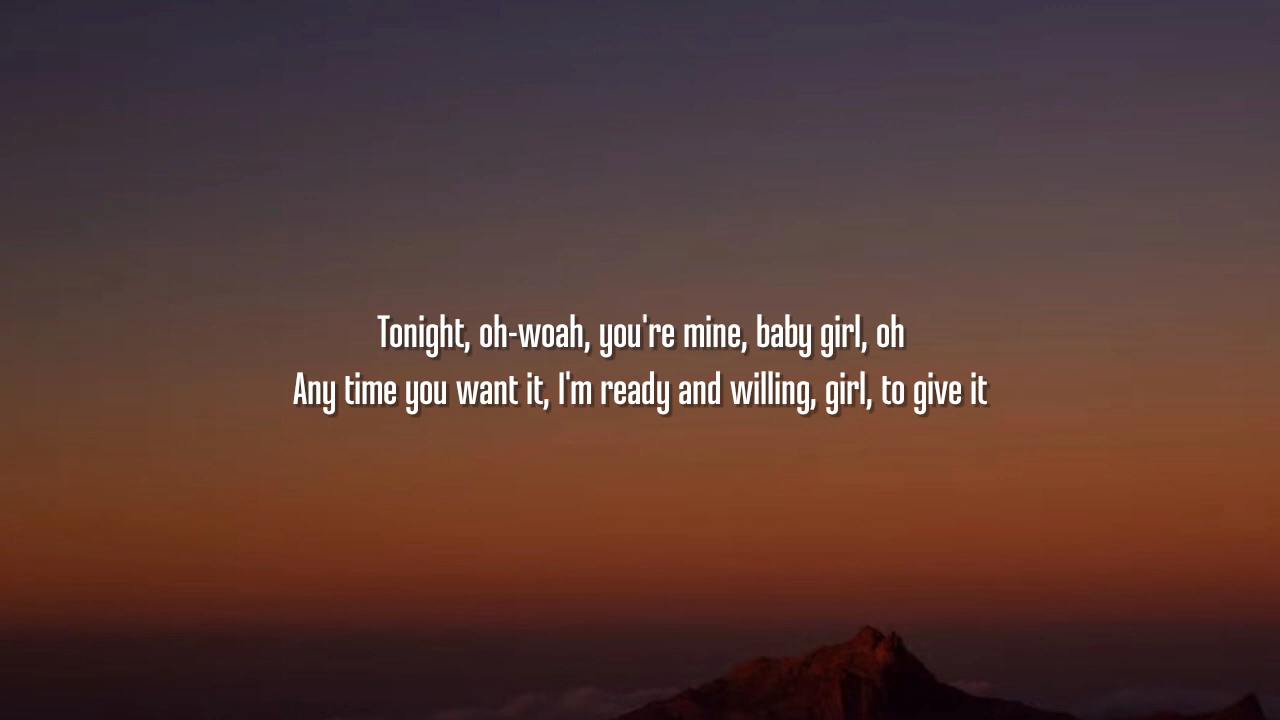 Tonight, oh-woah, you're mine, baby girl, oh
Any time you want it, I'm ready and willing, girl, to give it